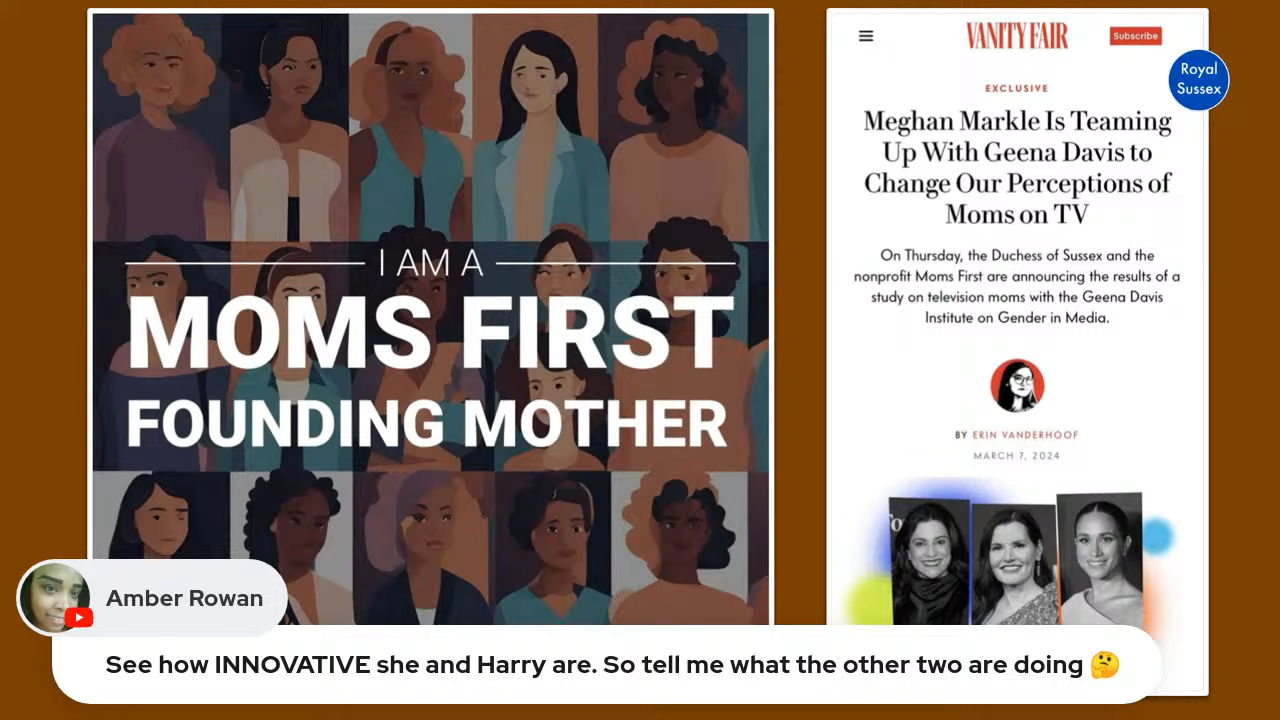 I AM A
MOMS FIRST
FOUNDING MOTHER
VANITY FAIR
Subscribe
Royal
Sussex
EXCLUSIVE
Meghan Markle Is Teaming
Up With Geena Davis to
Change Our Perceptions of
Moms on TV
On Thursday, the Duchess of Sussex and the
nonprofit Moms First are announcing the results of a
study on television moms with the Geena Davis
Institute on Gender in Media.
BY ERIN VANDERHOOF
MARCH 7, 2024
Amber Rowan
See how INNOVATIVE she and Harry are. So tell me what the other two are doing 🤔